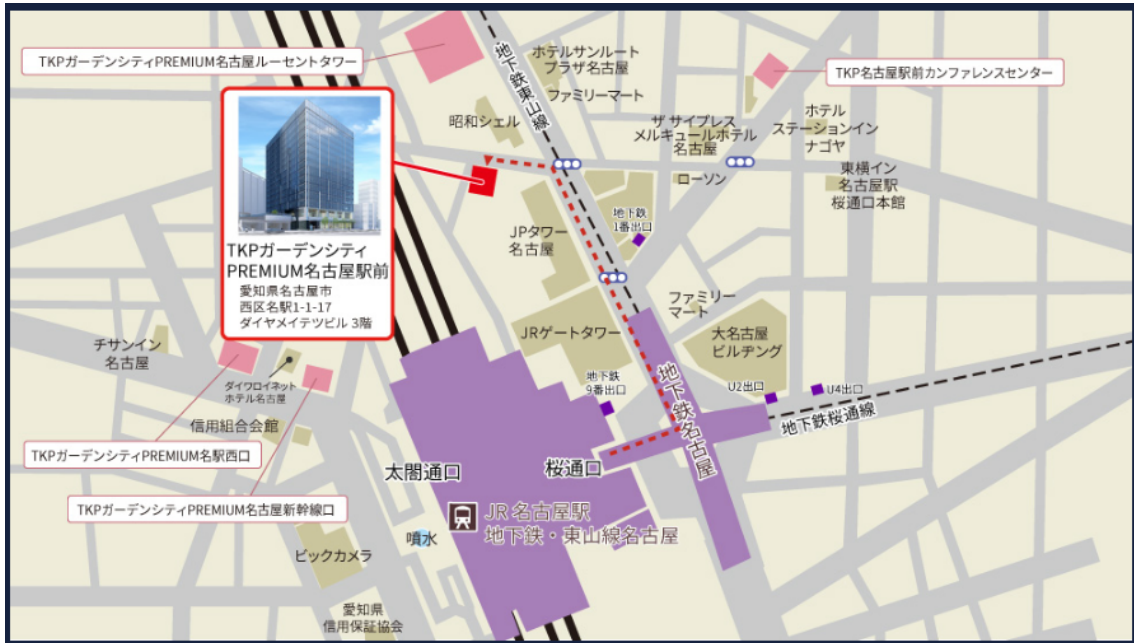 TKPガーデンシティPREMIUM名古屋ルーセントタワー
地下鉄東山線
ホテルサンルート
プラザ名古屋
ファミリーマート
TKP名古屋駅前カンファレンスセンター
昭和シェル
ザ サイプレス
メルキュールホテル
名古屋
ホテル
ステーションイン
ナゴヤ
ローソン
東横イン
名古屋駅
桜通口本館
TKPガーデンシティ
PREMIUM名古屋駅前
愛知県名古屋市
西区名駅1-1-17
ダイヤメイテツビル 3階
JPタワー
名古屋
地下鉄
1番出口
JRゲートタワー
ファミリー
マート
大名古屋
ビルヂング
チサンイン
名古屋
ダイワロイネット
ホテル名古屋
地下鉄
9番出口
地下鉄名古屋
U2出口
U4出口
地下鉄桜通線
信用組合会館
TKPガーデンシティPREMIUM名駅西口
太閤通口
桜通口
TKPガーデンシティPREMIUM名古屋新幹線口
JR 名古屋駅
地下鉄・東山線名古屋
噴水
ビックカメラ
愛知県
信用保証協会